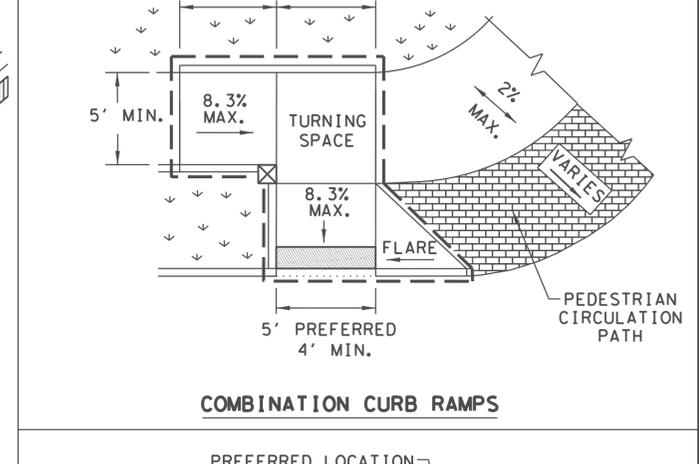 5' MIN.
8.3%
MAX.
TURNING
SPACE
2%
MAX.
VARIES
8.3%
MAX.
FLARE
PEDESTRIAN
CIRCULATION
PATH
5' PREFERRED
4' MIN.
COMBINATION CURB RAMPS
PREFERRED LOCATION